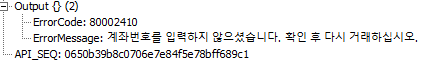 Output {} (2)
ErrorCode: 80002410
ErrorMessage: 계좌번호를 입력하지 않으셨습니다. 확인 후 다시 거래하십시오.
API_SEQ: 0650b39b8c0706e7e84f5e78bff689c1